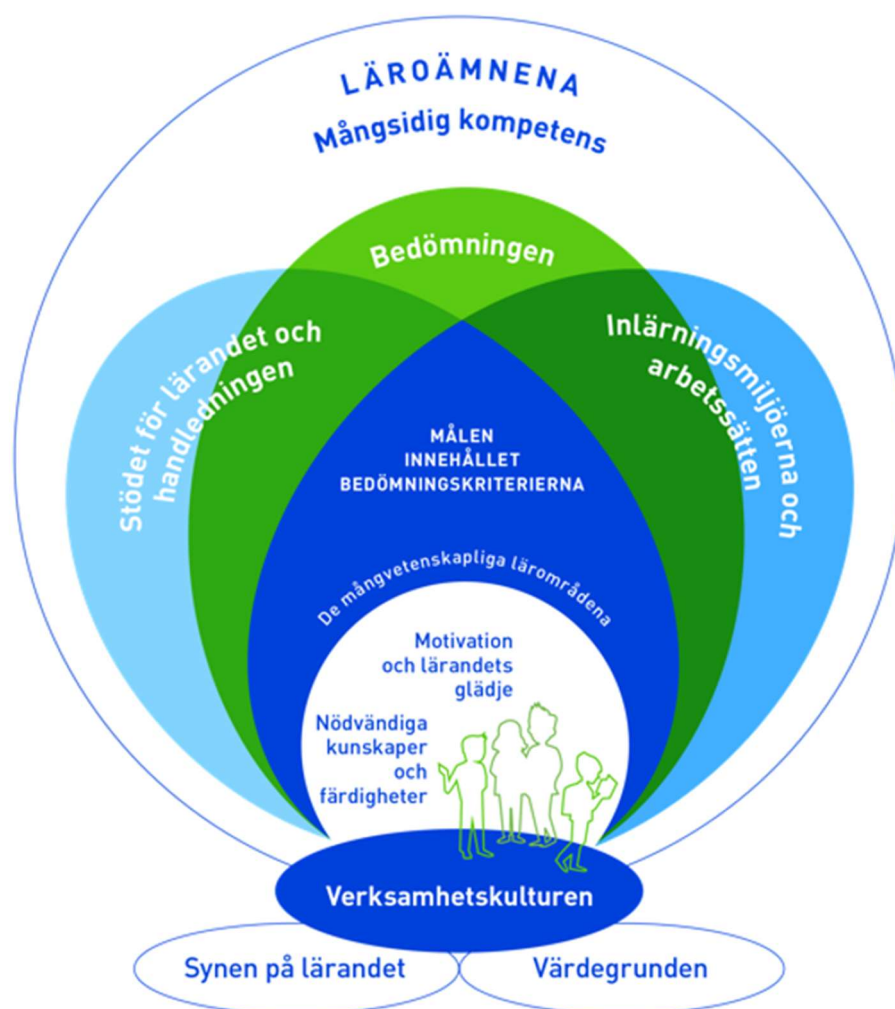 LÄROÄMNENA
Mångsidig kompetens
Bedömningen
Stödet för lärandet och
handledningen
Inlärningsmiljöerna och
arbetssätten
MÅLEN
INNEHÅLLET
BEDÖMNINGSKRITERIERNA
De mångvetenskapliga lärområdena
Motivation
och lärandets
glädje
Nödvändiga
kunskaper
och
färdigheter
Verksamhetskulturen
Synen på lärandet
Värdegrunden